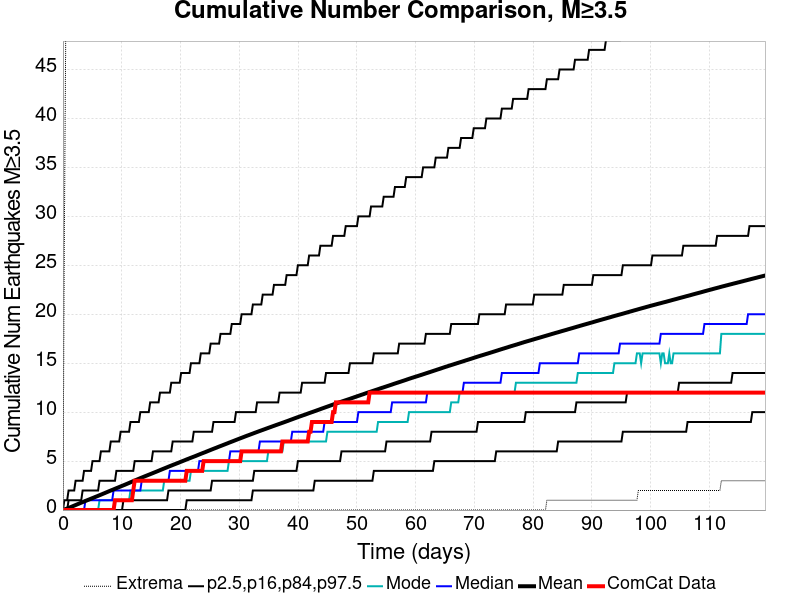 Cumulative Number Comparison, M≥3.5
Cumulative Num Earthquakes M≥3.5
45
40
35
30
25
20
15
10
5
0
0 10 20 30 40 50 60 70 80 90 100 110
Time (days)
Extrema p2.5,p16,p84,p97.5 Mode Median Mean ComCat Data